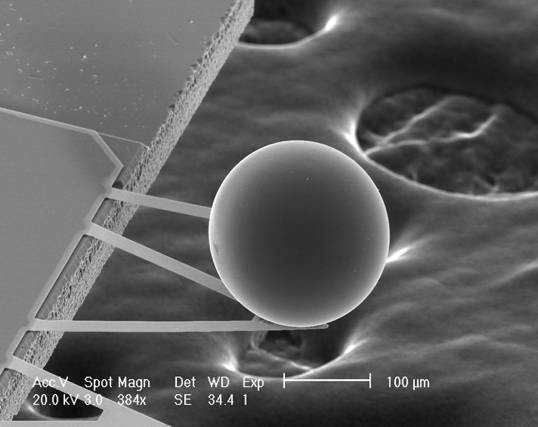 Acc.V Spot Magn Det WD Exp 100 µm
20.0 kV 3.0 384x SE 34.4 1